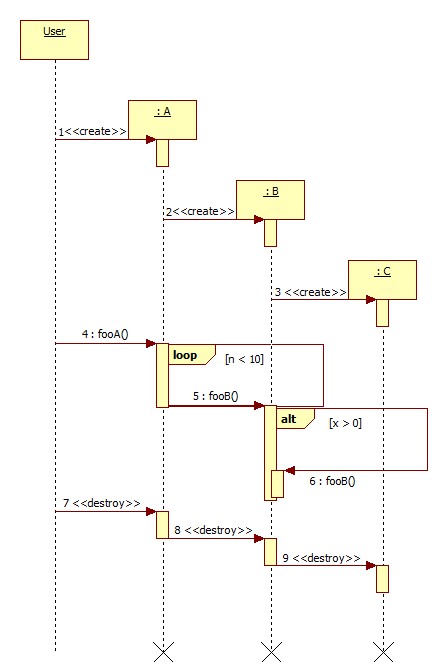 User
: A
1<<create>>
: B
2<<create>>
: C
3 <<create>>
4 : fooA()
loop
[n < 10]
5 : fooB()
alt
[x > 0]
6 : fooB()
7 <<destroy>>
8 <<destroy>>
9 <<destroy>>